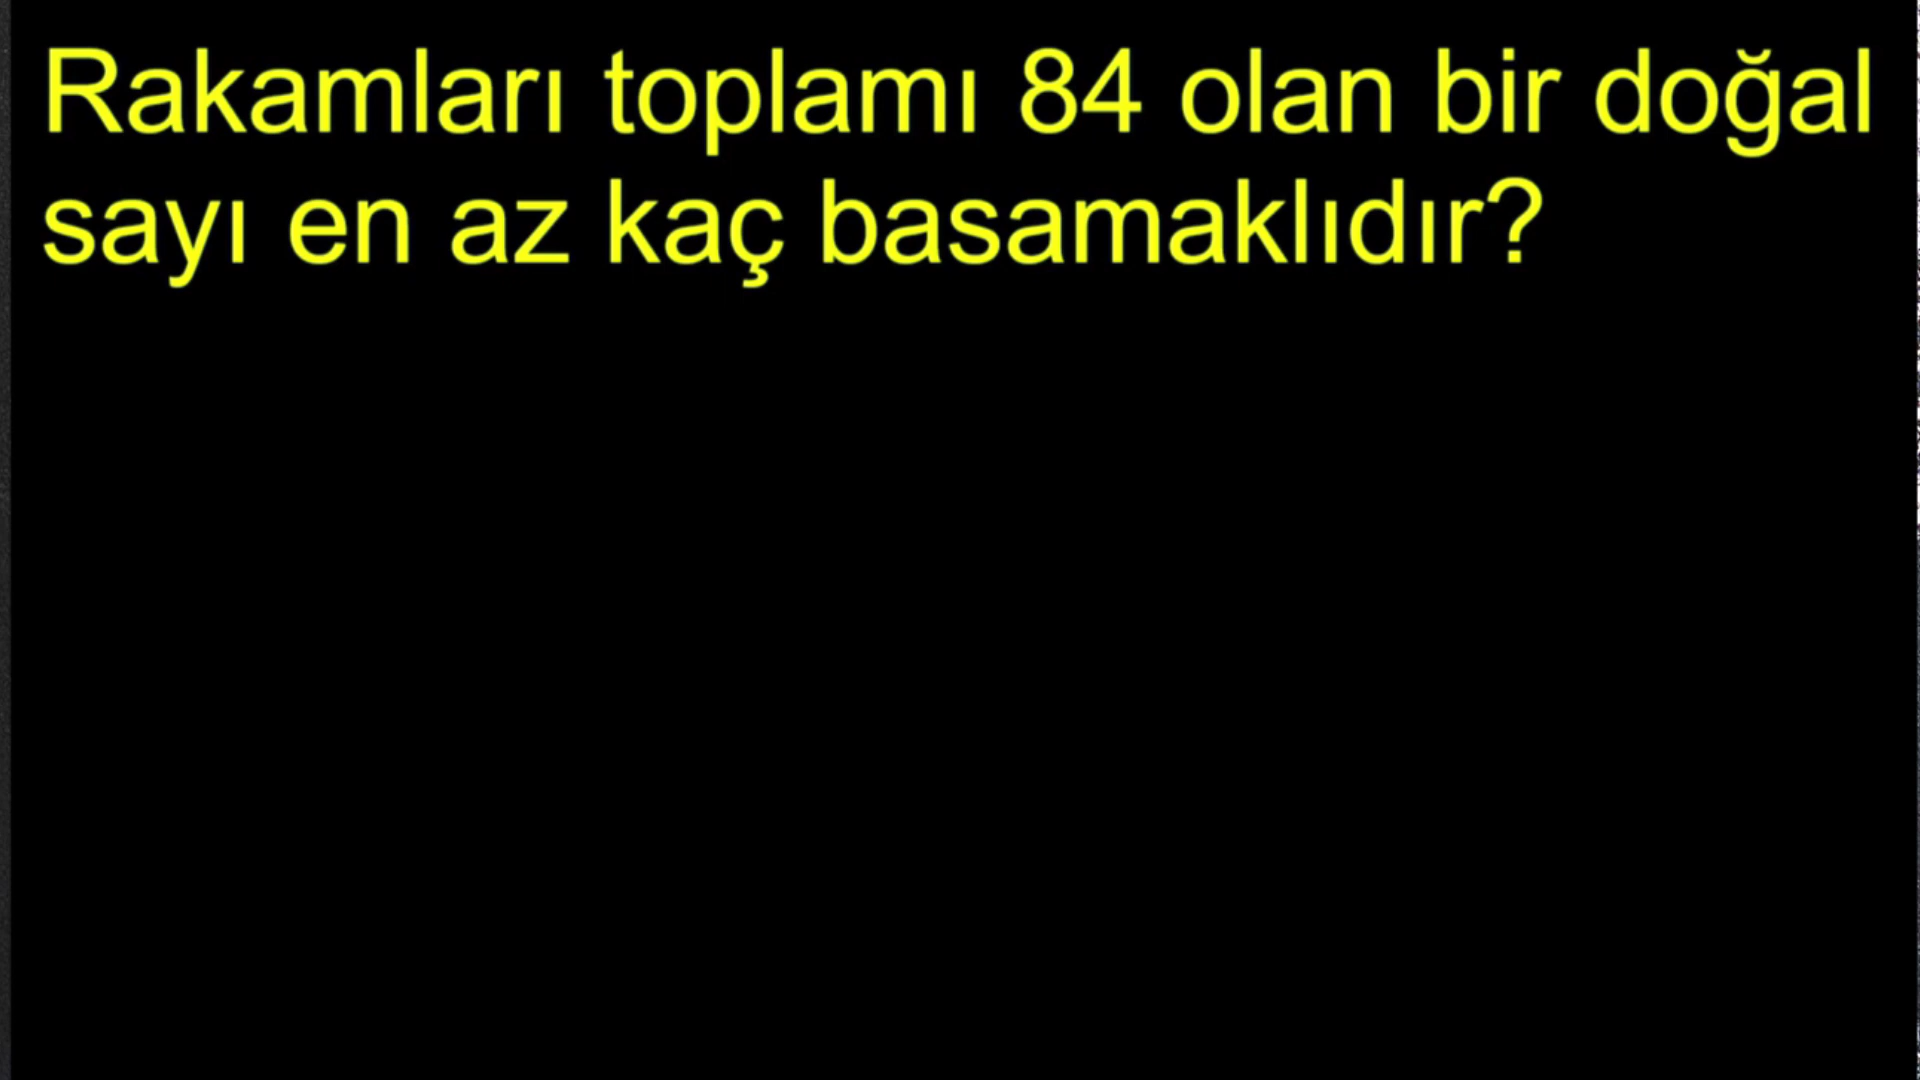 Rakamları toplamı 84 olan bir doğal
sayı en az kaç basamaklıdır?